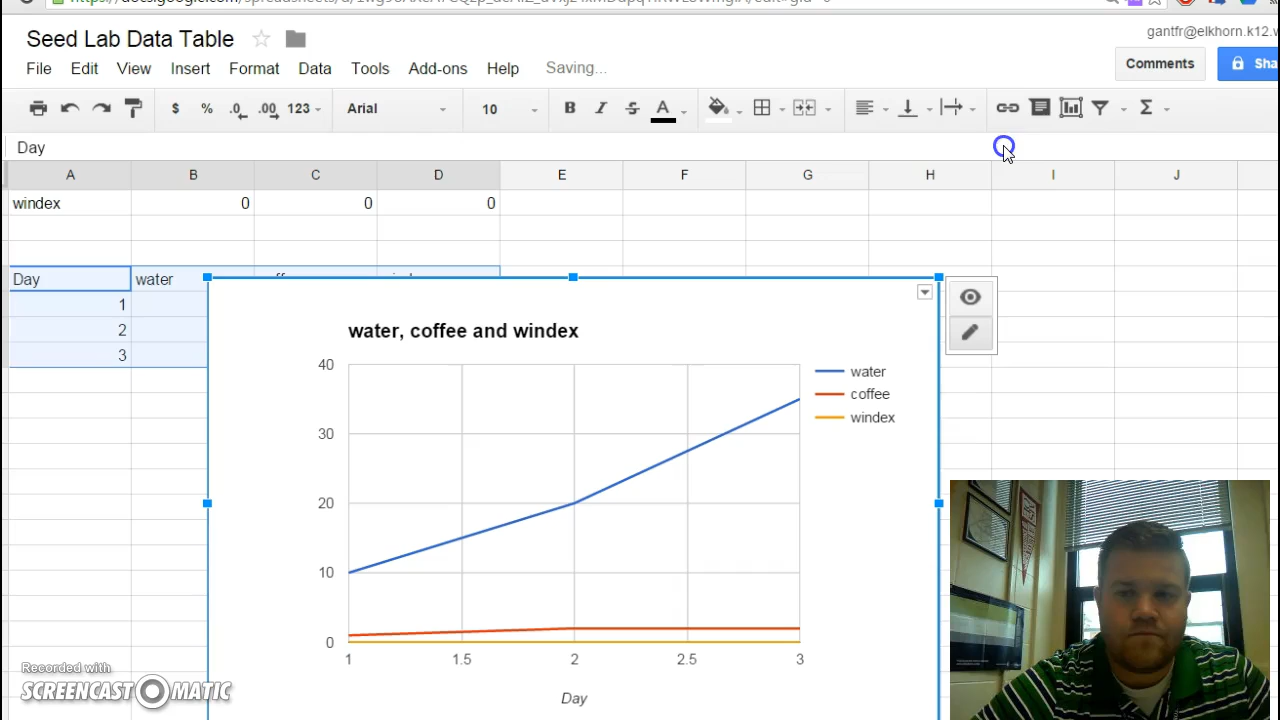 Seed Lab Data Table
gantfr@elkhorn.k12.w
File Edit View Insert Format Data Tools Add-ons Help Saving...
Comments Sha
$ % .0 .00 123 Arial 10 B I S A Σ
Day
A B C D E F G H I J
windex 0 0 0
Day water
1
2
3
water, coffee and windex
40
30
20
10
0
water
coffee
windex
1 1.5 2 2.5 3
Day
Recorded with
SCREENCAST O MATIC